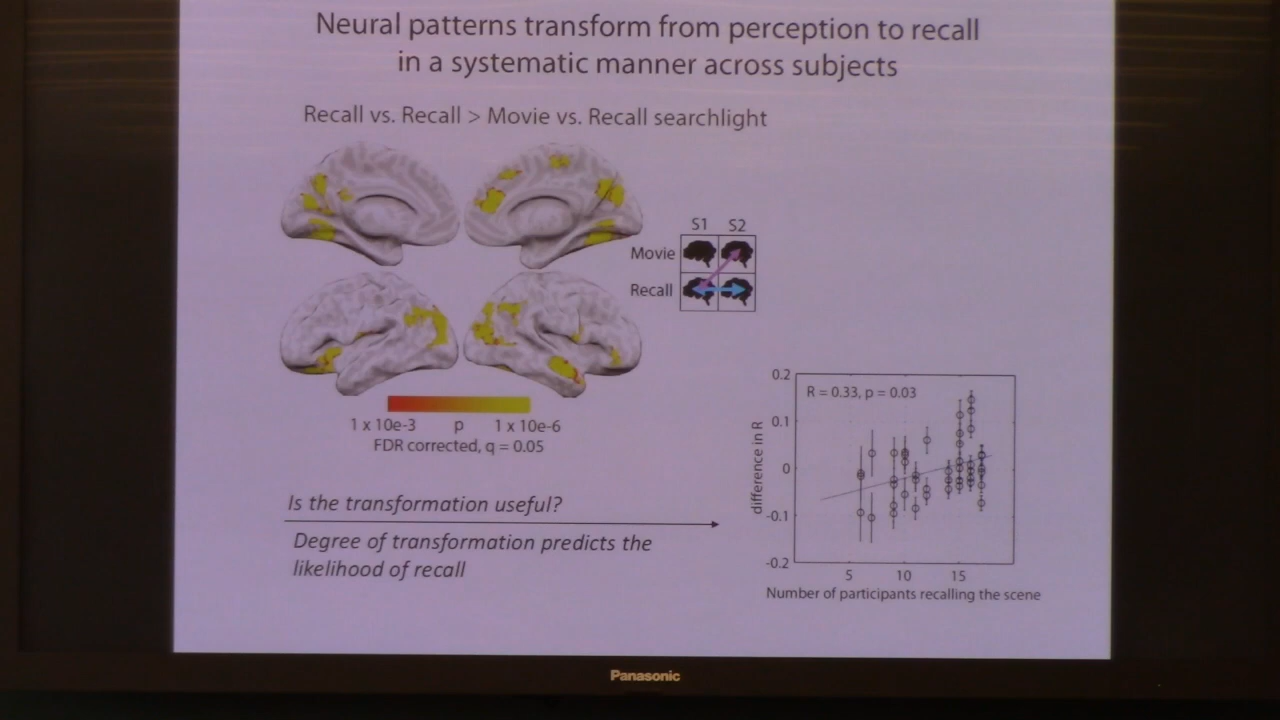 Neural patterns transform from perception to recall
in a systematic manner across subjects
Recall vs. Recall > Movie vs. Recall searchlight
S1 S2
Movie
Recall
1 x 10e-3 p 1 x 10e-6
FDR corrected, q = 0.05
Is the transformation useful?
Degree of transformation predicts the
likelihood of recall
R = 0.33, p = 0.03
difference in R
0.2
0.1
0
-0.1
-0.2
5 10 15
Number of participants recalling the scene
Panasonic